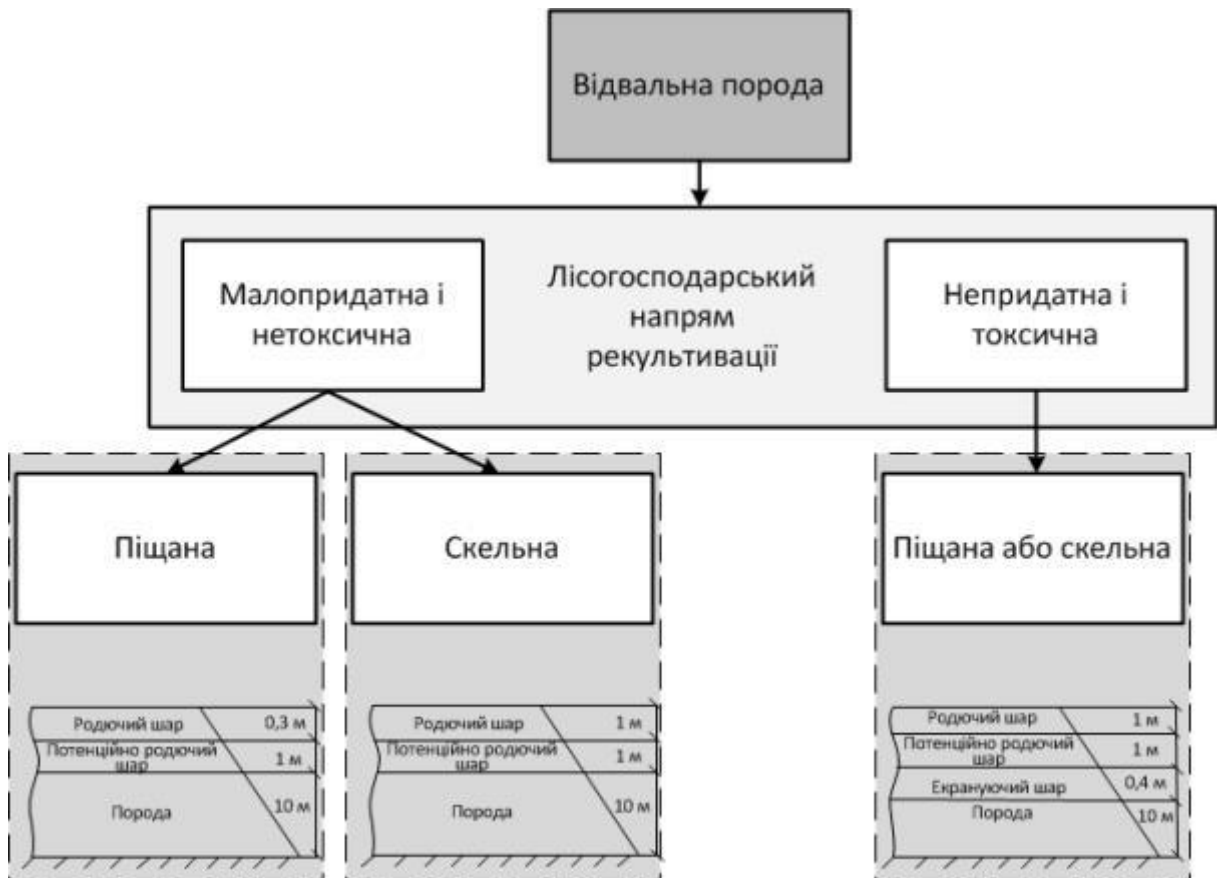 Відвальна порода
Малопридатна і
нетоксична
Лісогосподарський
напрям
рекультивації
Непридатна і
токсична
Піщана
Скельна
Піщана або скельна
Родючий шар 0,3 м
Потенційно родючий
шар 1 м
Порода 10 м
Родючий шар 1 м
Потенційно родючий
шар 1 м
Порода 10 м
Родючий шар 1 м
Потенційно родючий
шар 1 м
Екрануючий шар 0,4 м
Порода 10 м